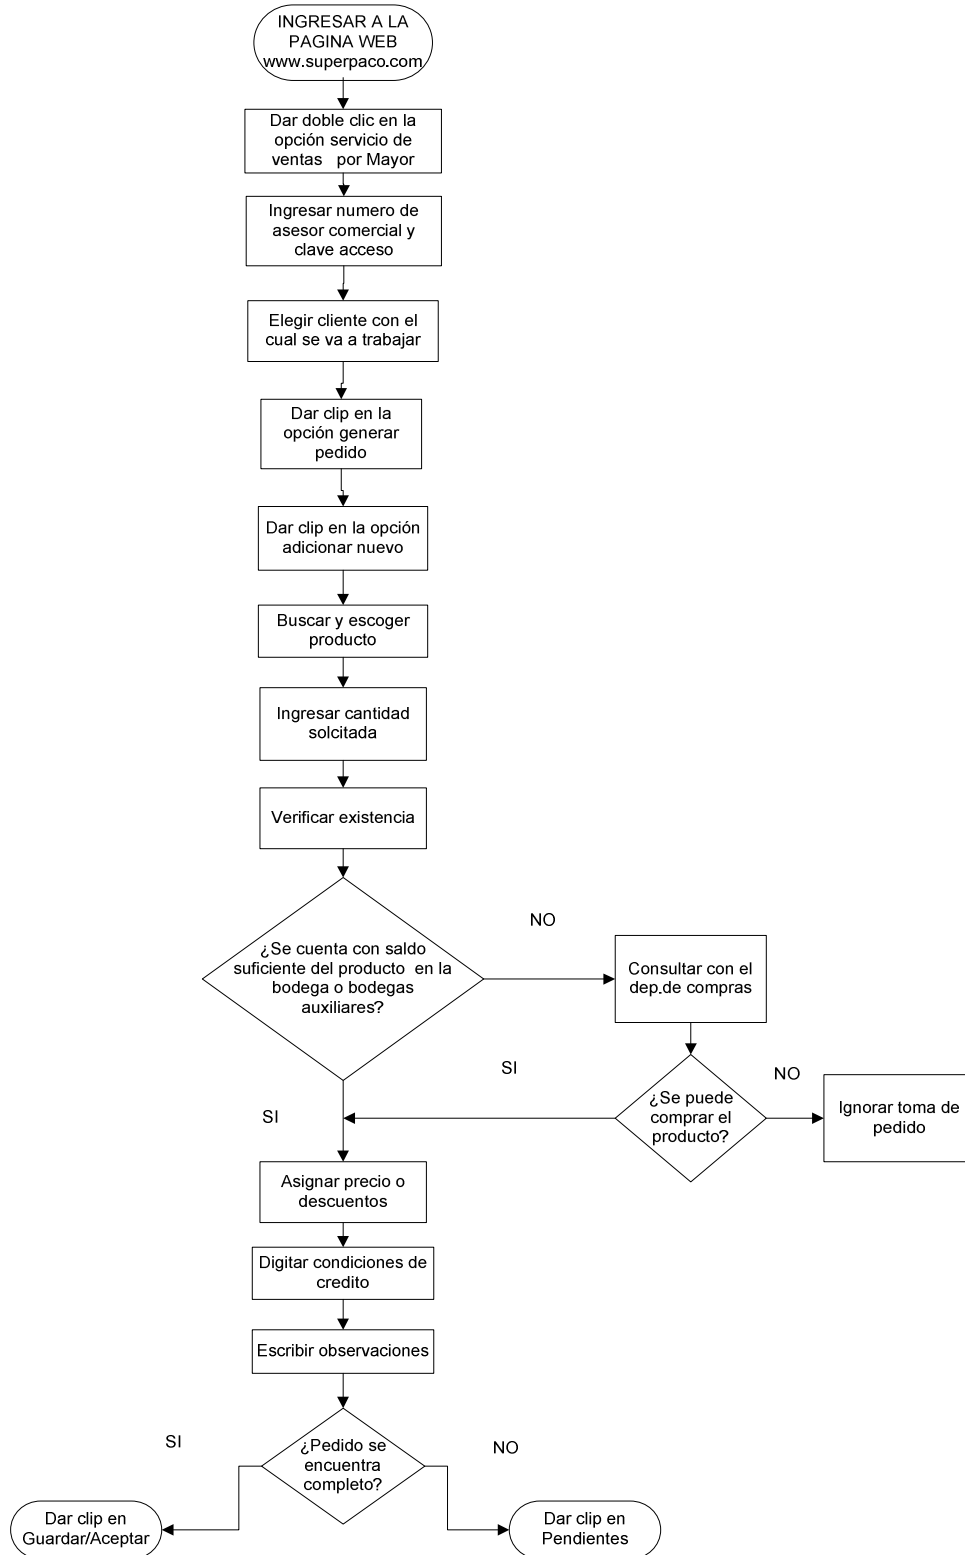 INGRESAR A LA
PAGINA WEB
www.superpaco.com
Dar doble clic en la
opción servicio de
ventas por Mayor
Ingresar numero de
asesor comercial y
clave acceso
Elegir cliente con el
cual se va a trabajar
Dar clip en la
opción generar
pedido
Dar clip en la opción
adicionar nuevo
Buscar y escoger
producto
Ingresar cantidad
solcitada
Verificar existencia
¿Se cuenta con saldo
suficiente del producto en la
bodega o bodegas
auxiliares?
NO
Consultar con el
dep.de compras
SI
¿Se puede
comprar el
producto?
NO
Ignorar toma de
pedido
SI
Asignar precio o
descuentos
Digitar condiciones de
credito
Escribir observaciones
¿Pedido se
encuentra
completo?
SI
NO
Dar clip en
Guardar/Aceptar
Dar clip en
Pendientes